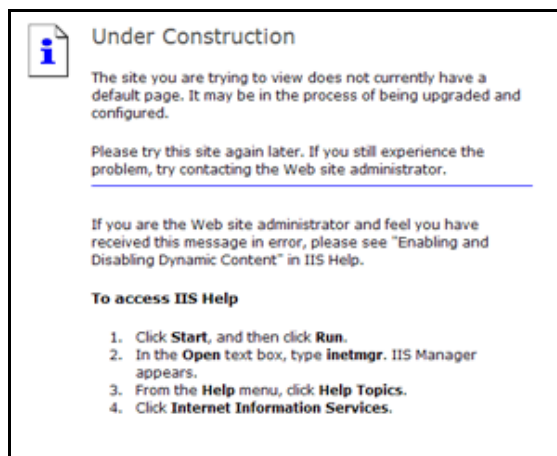 Under Construction
The site you are trying to view does not currently have a
default page. It may be in the process of being upgraded and
configured.
Please try this site again later. If you still experience the
problem, try contacting the Web site administrator.
If you are the Web site administrator and feel you have
received this message in error, please see "Enabling and
Disabling Dynamic Content" in IIS Help.
To access IIS Help
1. Click Start, and then click Run.
2. In the Open text box, type inetmgr. IIS Manager
appears.
3. From the Help menu, click Help Topics.
4. Click Internet Information Services.